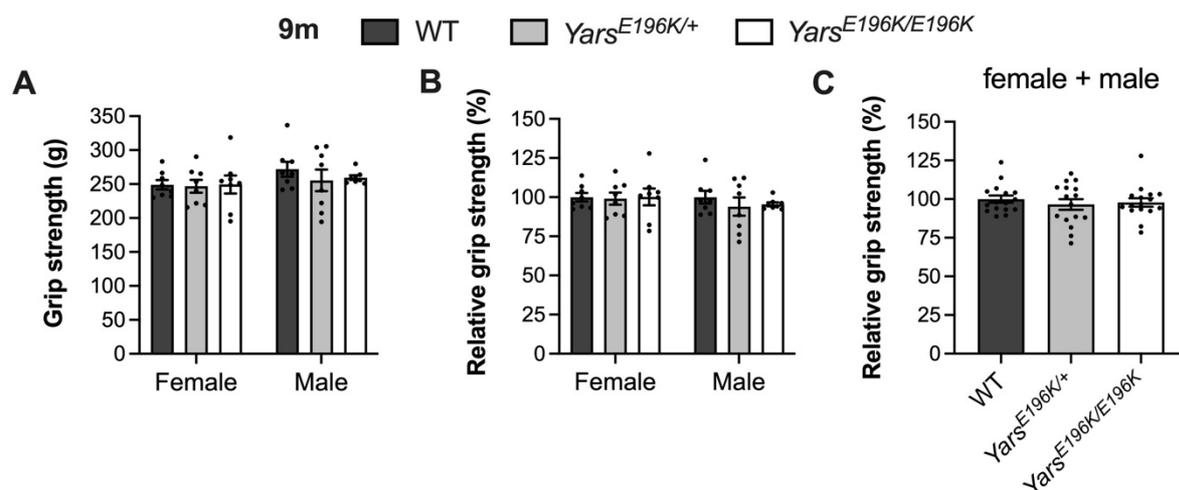 9m WT Yars^E196K/+ Yars^E196K/E196K
A
Grip strength (g)
350
300
250
200
150
100
50
0
Female Male
B
Relative grip strength (%)
150
125
100
75
50
25
0
Female Male
C
female + male
Relative grip strength (%)
150
125
100
75
50
25
0
WT
Yars^E196K/+
Yars^E196K/E196K